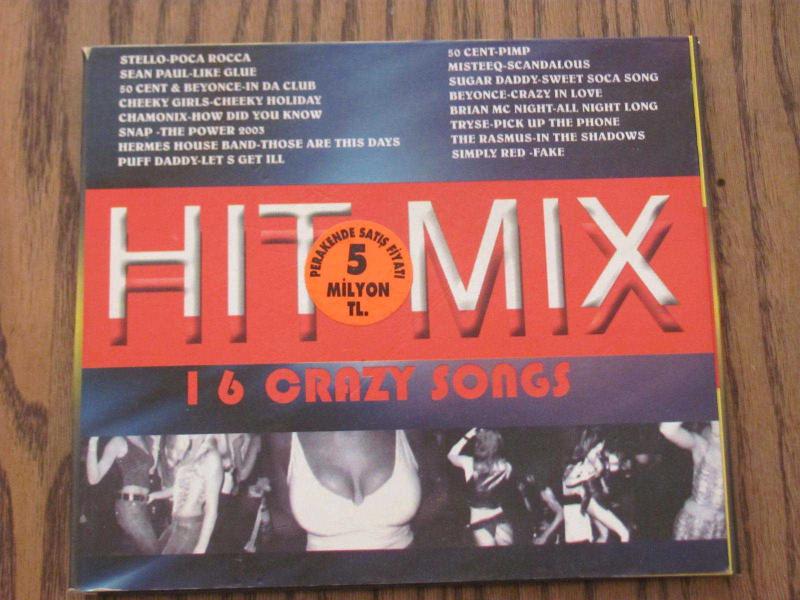 STELLO-POCA ROCCA
SEAN PAUL-LIKE GLUE
50 CENT & BEYONCE-IN DA CLUB
CHEEKY GIRLS-CHEEKY HOLIDAY
CHAMONIX-HOW DID YOU KNOW
SNAP -THE POWER 2003
HERMES HOUSE BAND-THOSE ARE THIS DAYS
PUFF DADDY-LET S GET ILL
50 CENT-PIMP
MISTEEQ-SCANDALOUS
SUGAR DADDY-SWEET SOCA SONG
BEYONCE-CRAZY IN LOVE
BRIAN MC NIGHT-ALL NIGHT LONG
TRYSE-PICK UP THE PHONE
THE RASMUS-IN THE SHADOWS
SIMPLY RED -FAKE
HIT MIX
PERAKENDE SATIŞ FİYATI
5
MİLYON
TL.
16 CRAZY SONGS